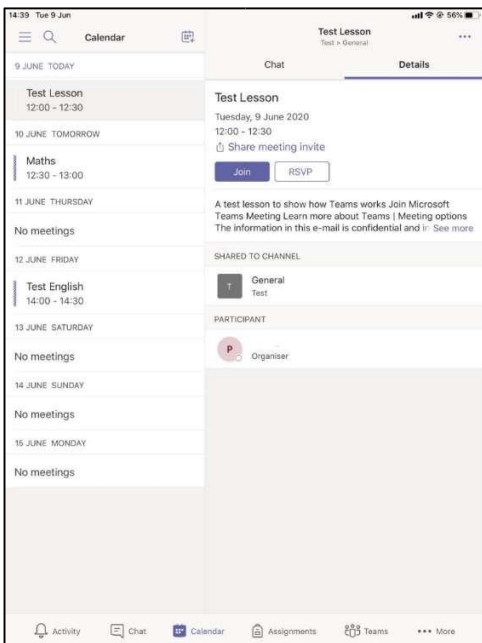 14:39 Tue 9 Jun
56%
Calendar
9 JUNE TODAY
Test Lesson
12:00 - 12:30
10 JUNE TOMORROW
Maths
12:30 - 13:00
11 JUNE THURSDAY
No meetings
12 JUNE FRIDAY
Test English
14:00 - 14:30
13 JUNE SATURDAY
No meetings
14 JUNE SUNDAY
No meetings
15 JUNE MONDAY
No meetings
Test Lesson
Test > General
Chat Details
Test Lesson
Tuesday, 9 June 2020
12:00 - 12:30
Share meeting invite
Join RSVP
A test lesson to show how Teams works Join Microsoft
Teams Meeting Learn more about Teams | Meeting options
The information in this e-mail is confidential and in See more
SHARED TO CHANNEL
T General
Test
PARTICIPANT
P
Organiser
Activity Chat Calendar Assignments Teams More